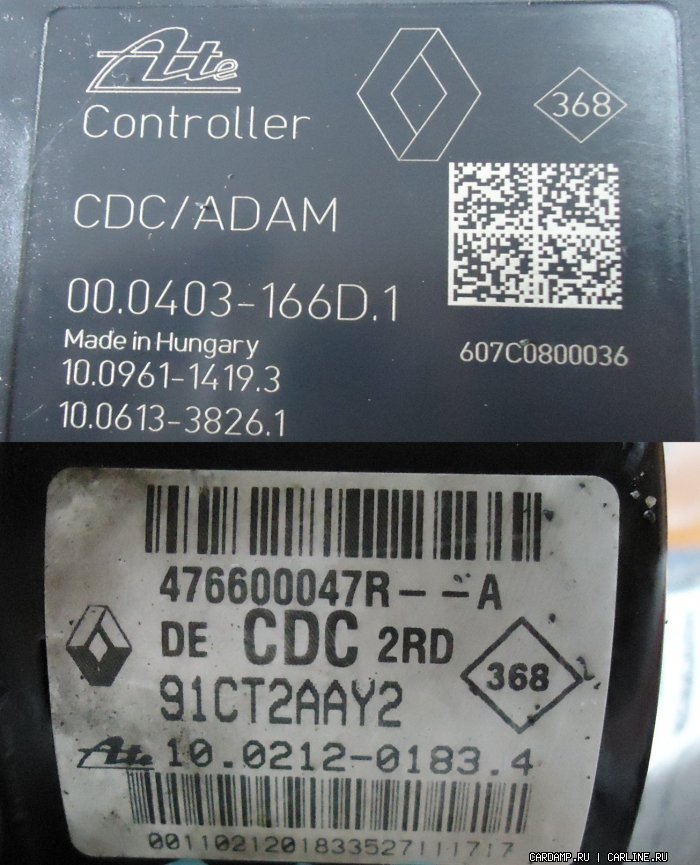 Ate
368
Controller
CDC/ADAM
00.0403-166D.1
Made in Hungary
607C0800036
10.0961-1419.3
10.0613-3826.1
476600047R--A
DE CDC 2RD
368
91CT2AAY2
Ate 10.0212-0183.4
0011021201833527111717
CARDAMP.RU | CARLINE.RU